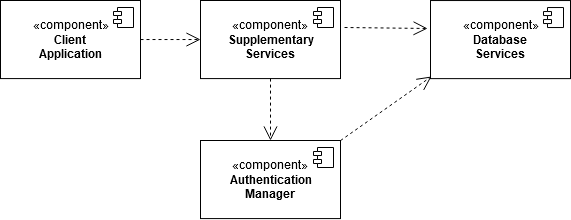 «component»
Client
Application
«component»
Supplementary
Services
«component»
Database
Services
«component»
Authentication
Manager